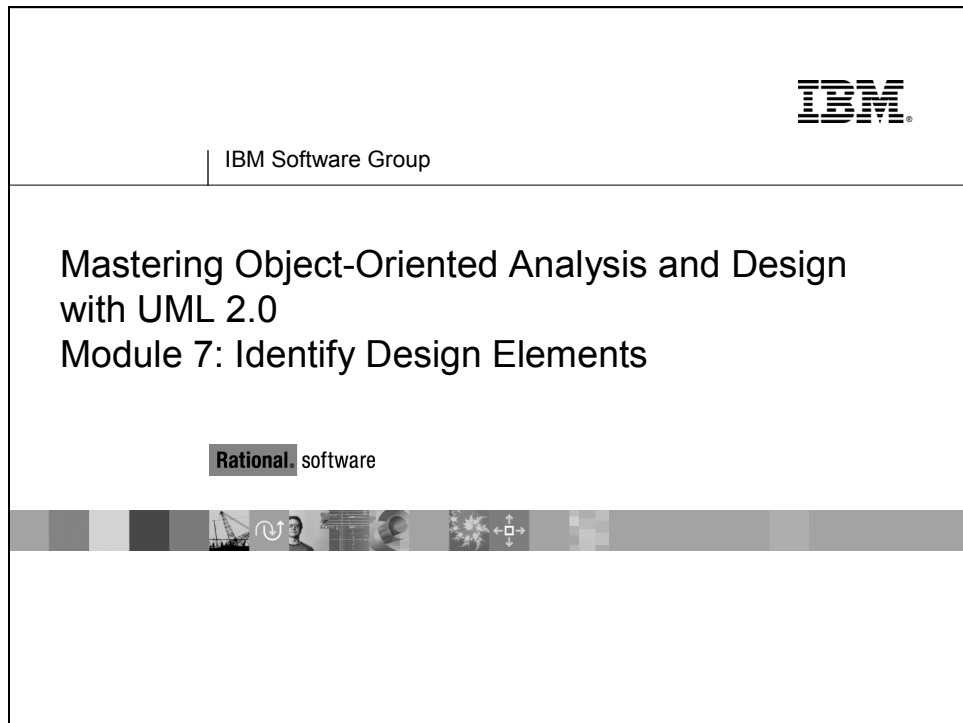 IBM®
IBM Software Group
Mastering Object-Oriented Analysis and Design
with UML 2.0
Module 7: Identify Design Elements
Rational® software